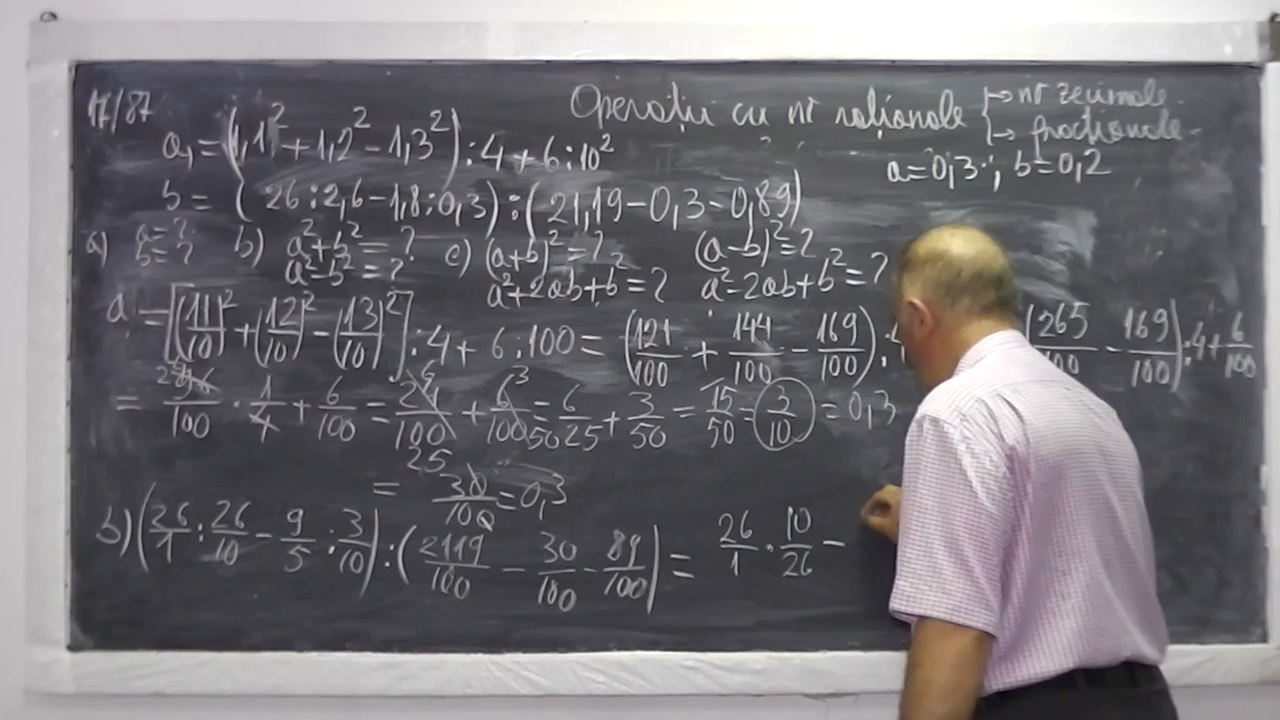 17/87
Operații cu nr raționale → nr zecimale
→ fracționale
a=0,3 ; b=0,2
a, = (1,1² + 1,2² - 1,3²) : 4 + 6 : 10²
b = (26 : 2,6 - 1,8 : 0,3) : (21,19 - 0,3 - 0,89)
a) a=? b=? b) a²+b²=? a²-b²=? c) (a+b)²=? (a-b)²=?
a²+2ab+b²=? a²-2ab+b²=?
a = [(11/10)² + (12/10)² - (13/10)²] : 4 + 6 : 100 = (121/100 + 144/100 - 169/100) : 4 (265/100 - 169/100) : 4 + 6/100
= 96/100 · 1/4 + 6/100 = 24/100 + 6/100 = 6/25 + 3/50 = 15/50 = 3/10 = 0,3
= 30/100 = 0,3
b) (26/1 : 26/10 - 9/5 : 3/10) : (2119/100 - 30/100 - 89/100) = 26/1 · 10/26 -